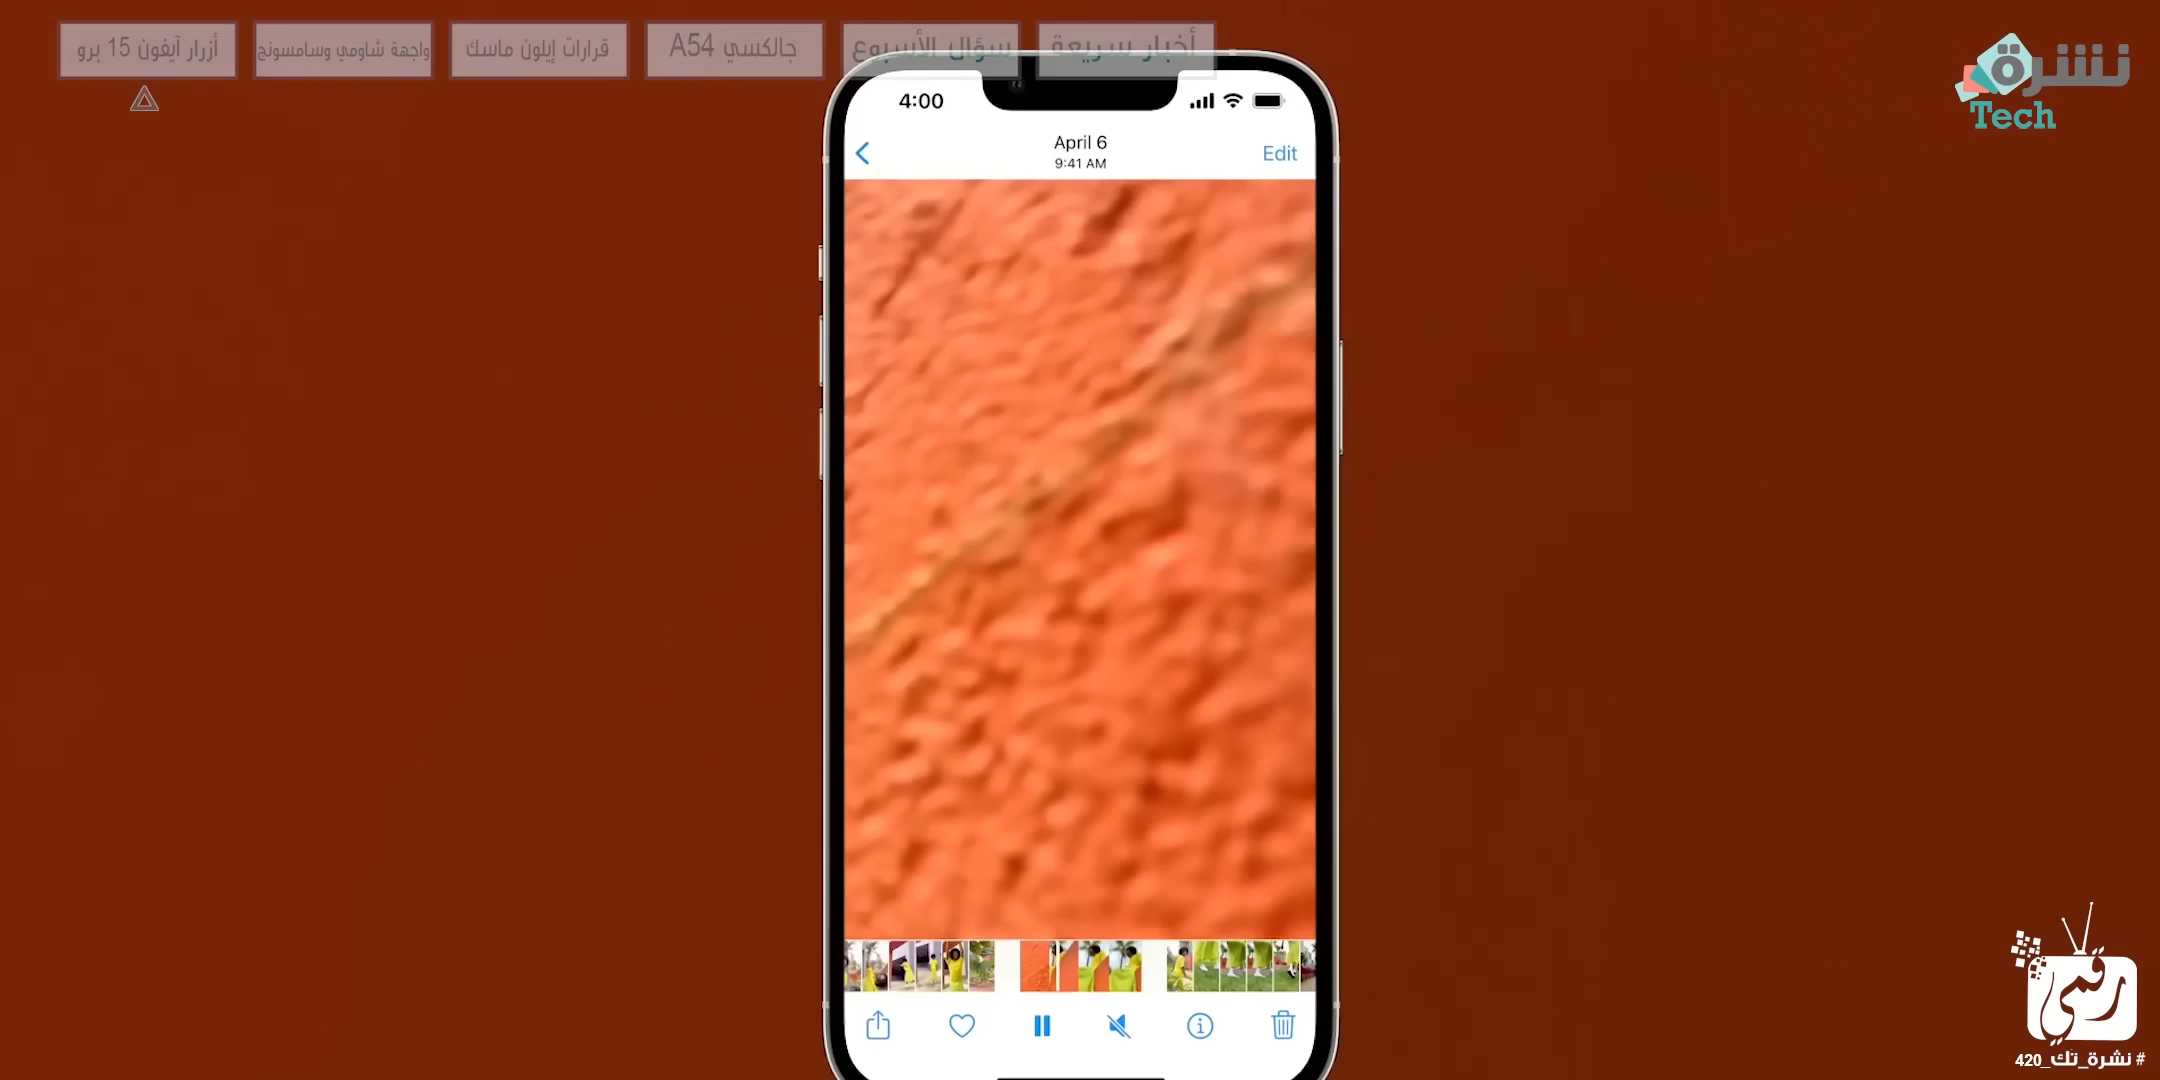 أزرار آيفون 15 برو
واجهة شاومي وسامسونج
قرارات إيلون ماسك
جالكسي A54
سؤال الأسبوع
أخبار سريعة
نشرة
Tech
4:00
April 6
9:41 AM
Edit
رقمي
# نشرة_تك_420